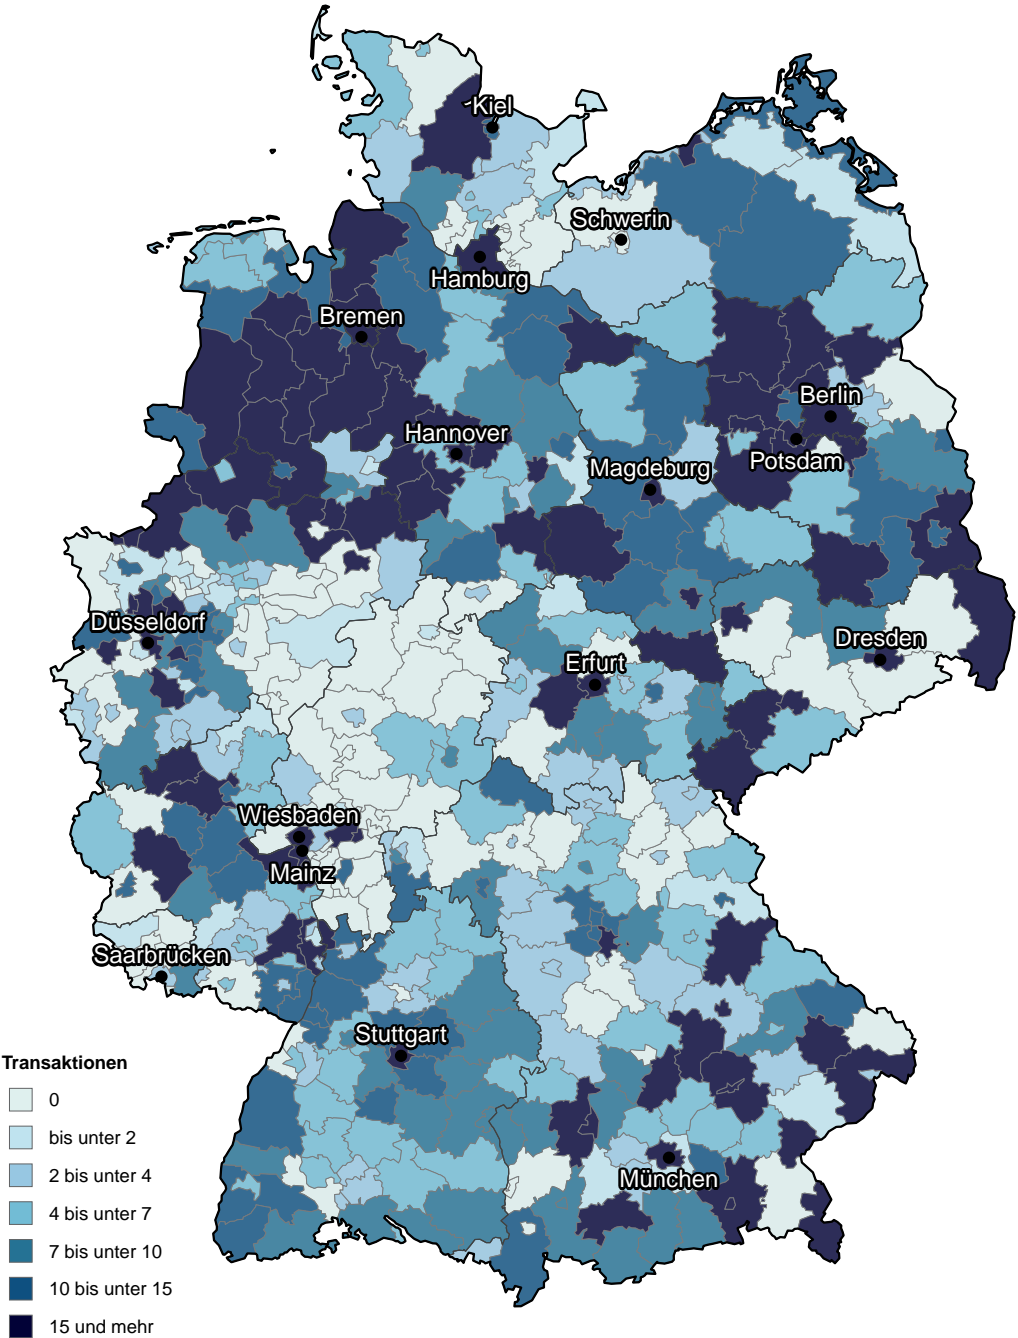 Kiel
Schwerin
Hamburg
Bremen
Berlin
Hannover
Potsdam
Magdeburg
Düsseldorf
Dresden
Erfurt
Wiesbaden
Mainz
Saarbrücken
Stuttgart
München
Transaktionen
0
bis unter 2
2 bis unter 4
4 bis unter 7
7 bis unter 10
10 bis unter 15
15 und mehr